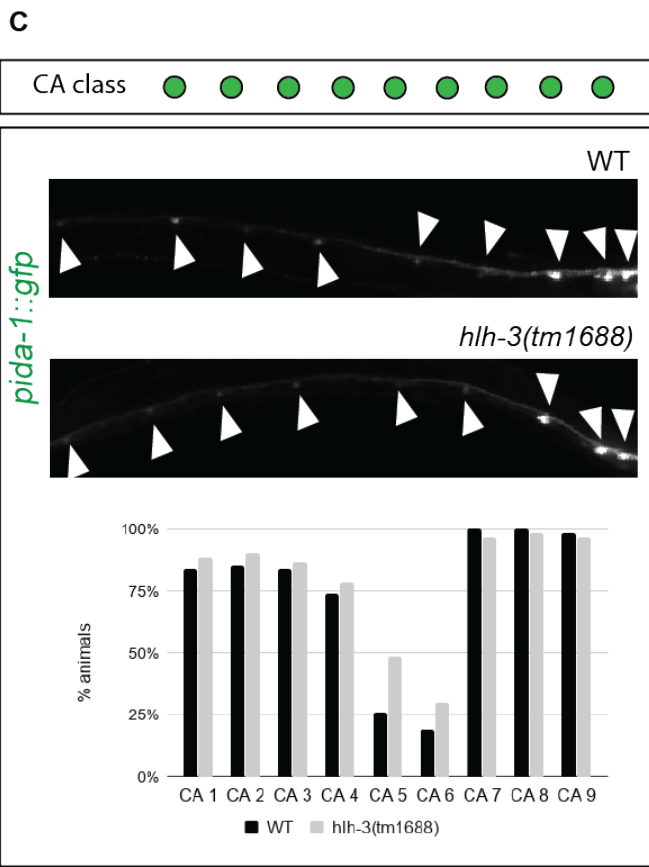 C
CA class
WT
pida-1::gfp
hlh-3(tm1688)
100%
75%
50%
25%
0%
% animals
CA 1 CA 2 CA 3 CA 4 CA 5 CA 6 CA 7 CA 8 CA 9
WT hlh-3(tm1688)